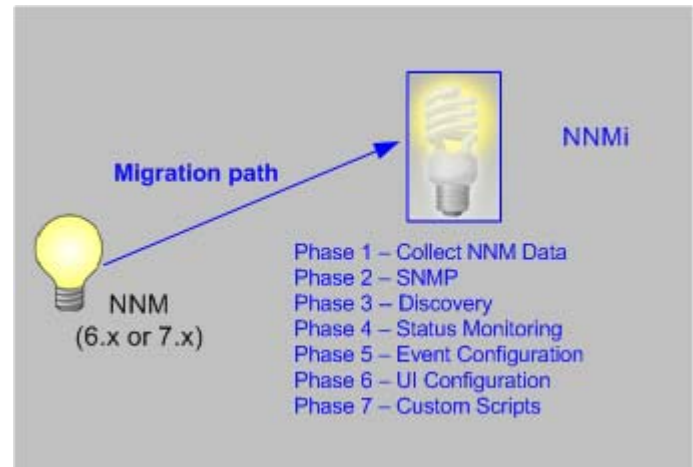 NNMi
Migration path
NNM
(6.x or 7.x)
Phase 1 – Collect NNM Data
Phase 2 – SNMP
Phase 3 – Discovery
Phase 4 – Status Monitoring
Phase 5 – Event Configuration
Phase 6 – UI Configuration
Phase 7 – Custom Scripts